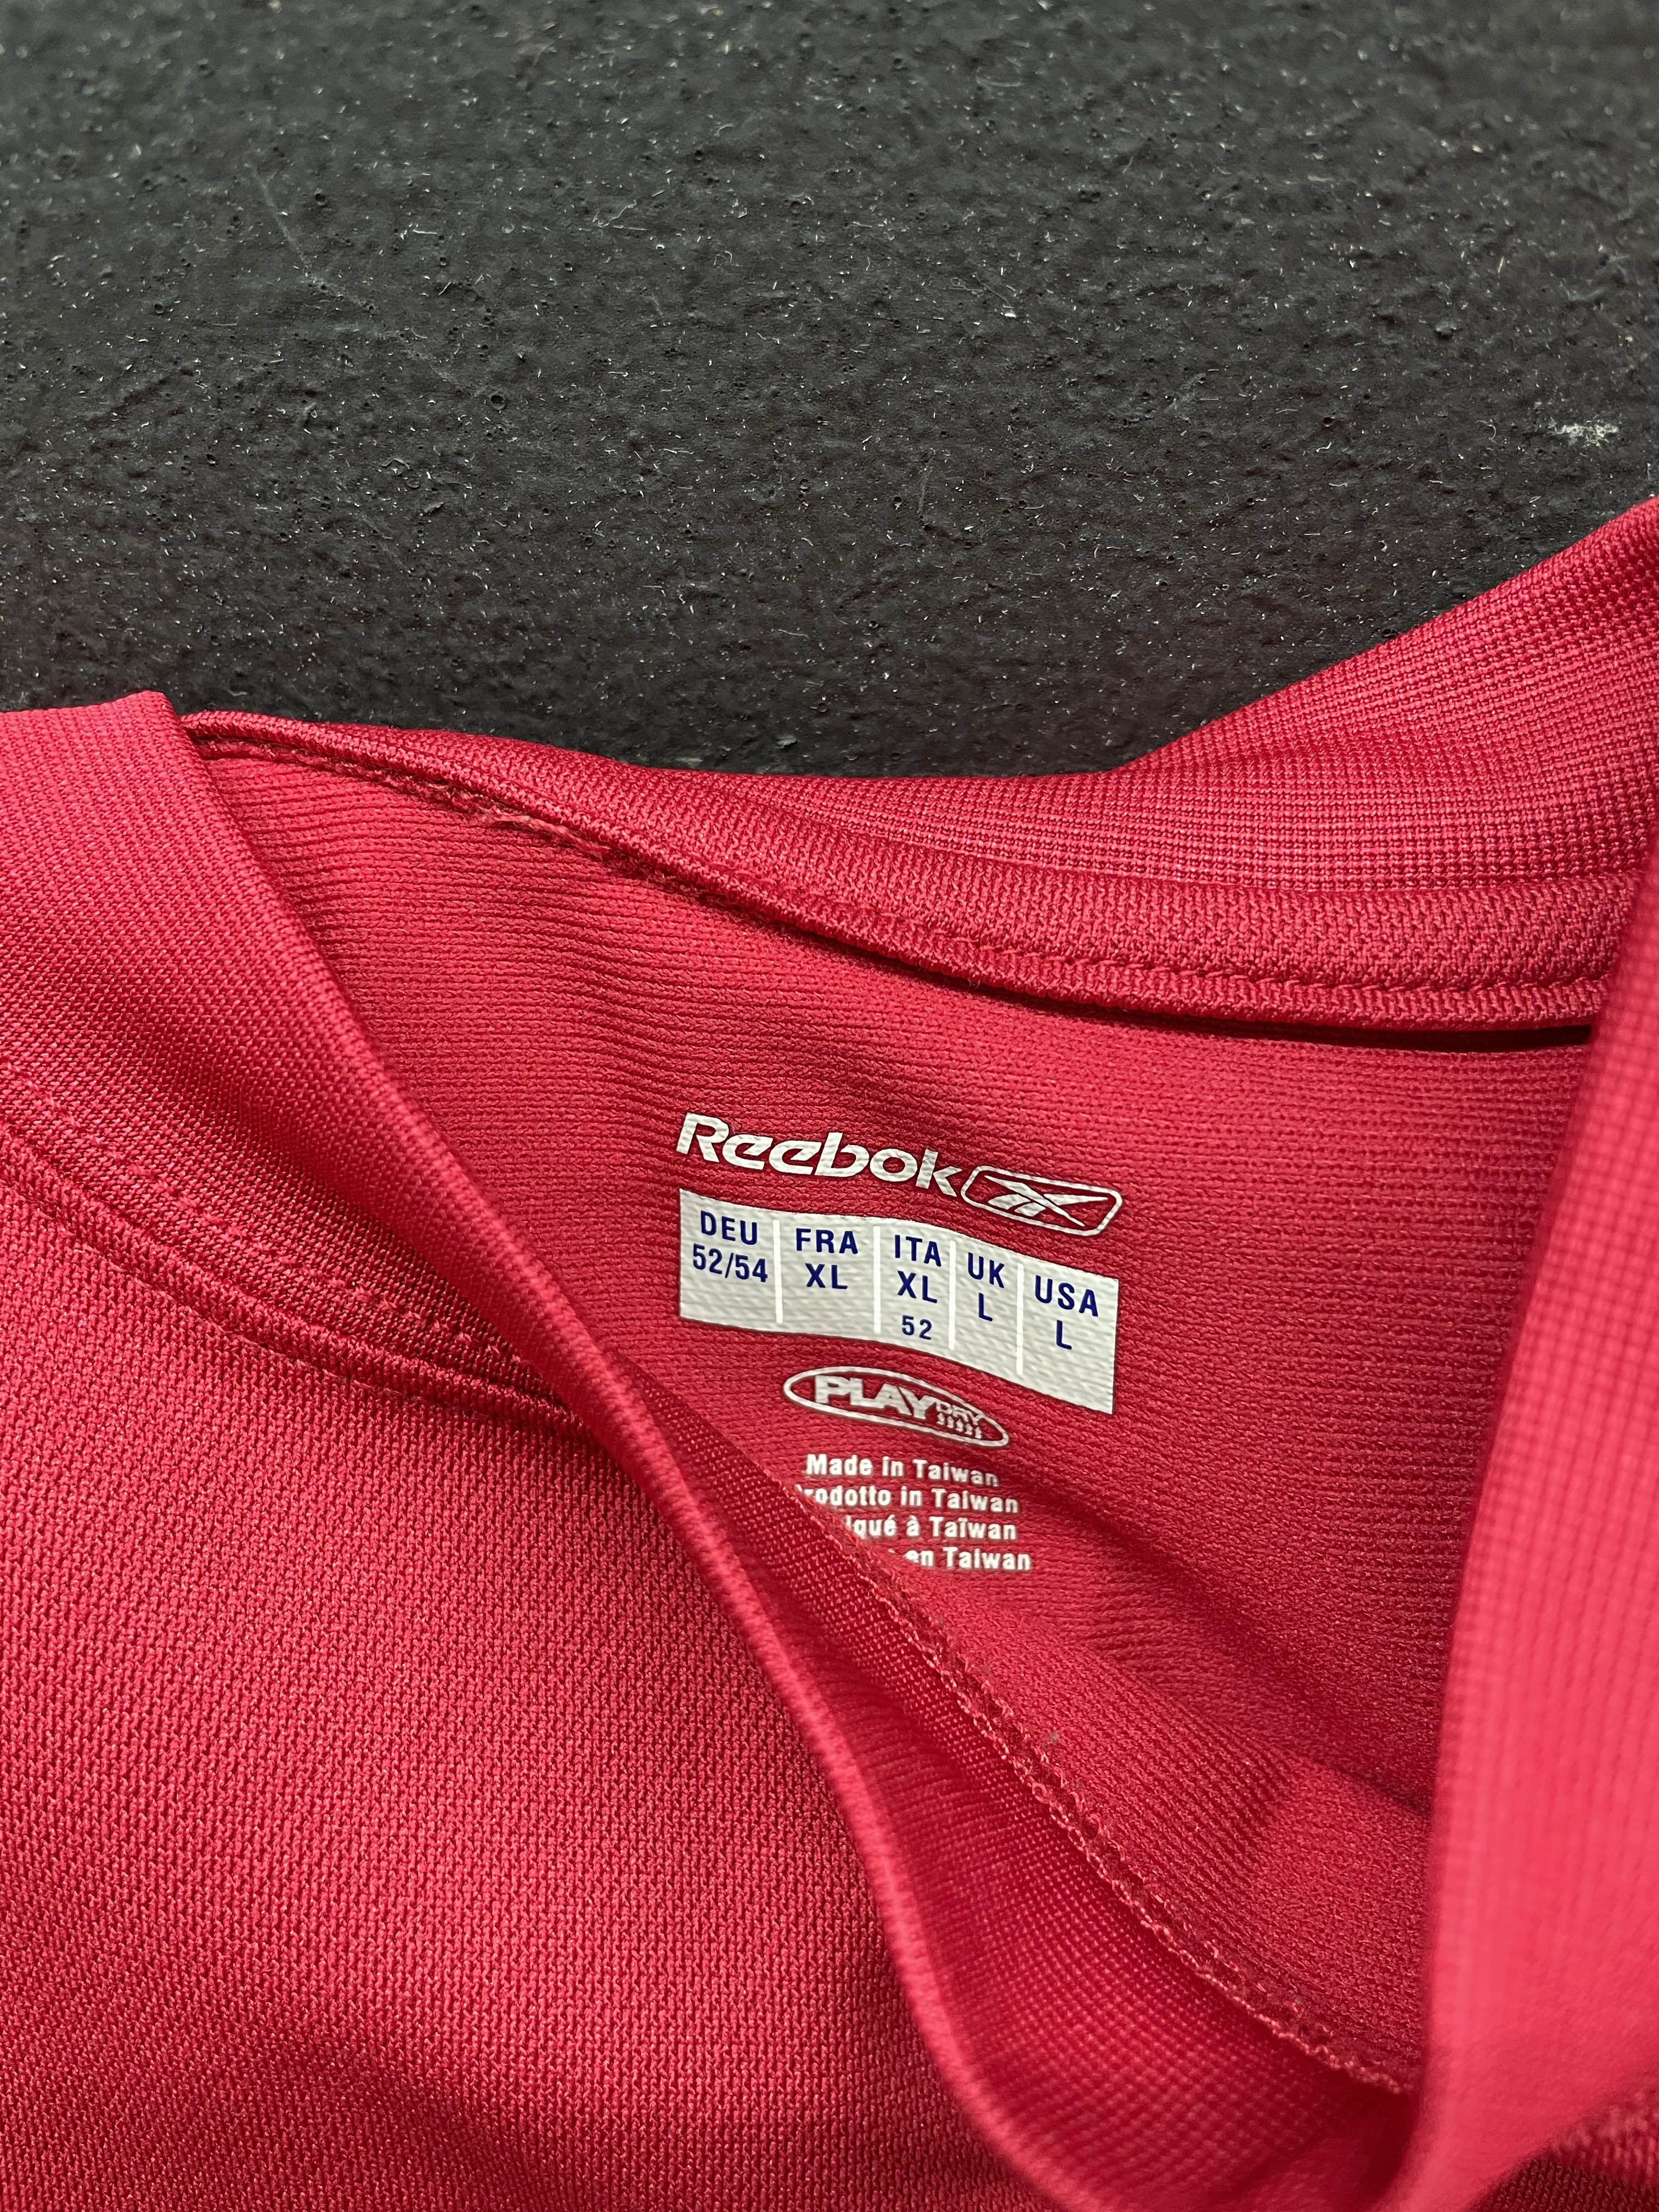 Reebok
DEU FRA ITA UK USA
52/54 XL XL L L
52
PLAYDRY
Made in Taiwan
in Taiwan
à Taïwan
en Taiwan